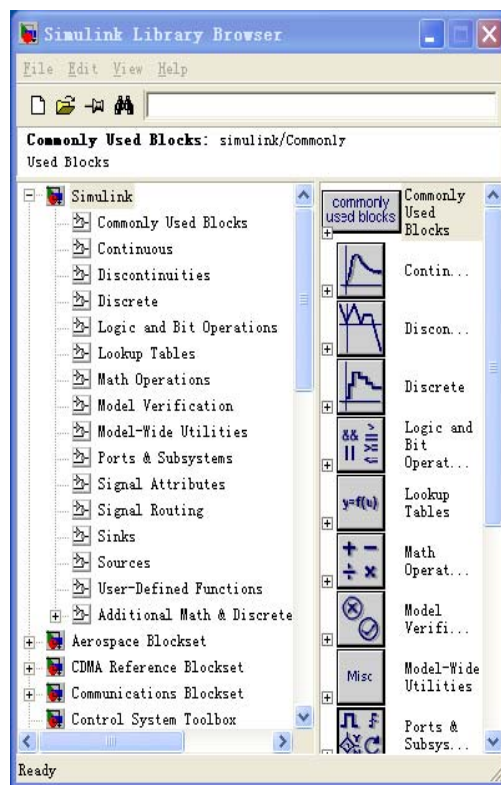 Simulink Library Browser
File Edit View Help
Commonly Used Blocks: simulink/Commonly
Used Blocks
Simulink
Commonly Used Blocks
Continuous
Discontinuities
Discrete
Logic and Bit Operations
Lookup Tables
Math Operations
Model Verification
Model-Wide Utilities
Ports & Subsystems
Signal Attributes
Signal Routing
Sinks
Sources
User-Defined Functions
Additional Math & Discrete
Aerospace Blockset
CDMA Reference Blockset
Communications Blockset
Control System Toolbox
commonly
used blocks
Commonly
Used
Blocks
Contin...
Discon...
Discrete
&& >
|| >=
<=
Logic and
Bit
Operat...
y=f(u)
Lookup
Tables
+ −
÷ ×
Math
Operat...
Model
Verifi...
Misc
Model-Wide
Utilities
Ports &
Subsys...
Ready